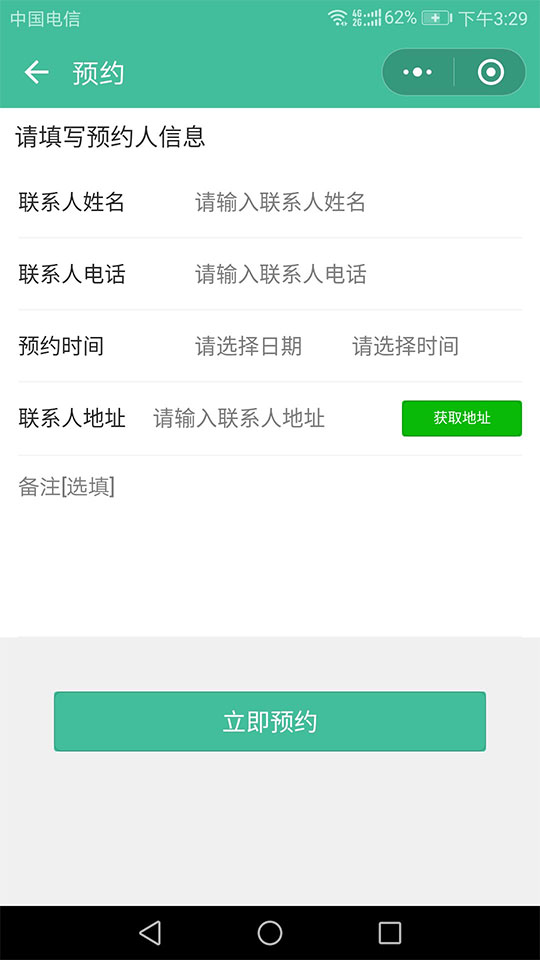 中国电信 4G 2G 62% 下午3:29
预约
请填写预约人信息
联系人姓名 请输入联系人姓名
联系人电话 请输入联系人电话
预约时间 请选择日期 请选择时间
联系人地址 请输入联系人地址 获取地址
备注[选填]
立即预约